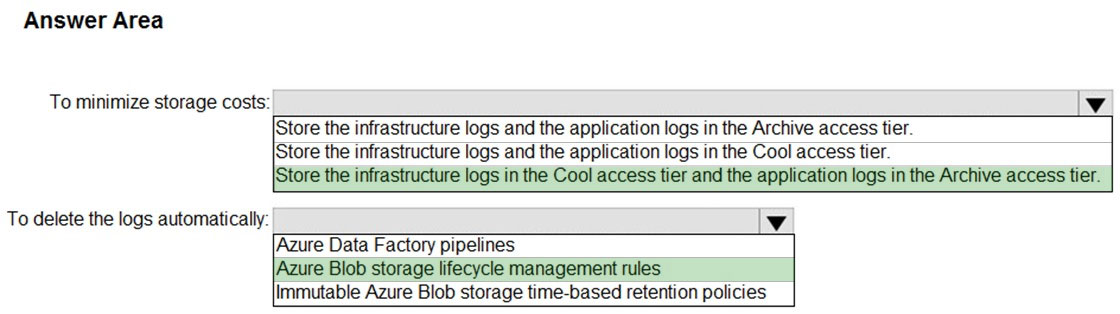 Answer Area
To minimize storage costs:
Store the infrastructure logs and the application logs in the Archive access tier.
Store the infrastructure logs and the application logs in the Cool access tier.
Store the infrastructure logs in the Cool access tier and the application logs in the Archive access tier.
To delete the logs automatically:
Azure Data Factory pipelines
Azure Blob storage lifecycle management rules
Immutable Azure Blob storage time-based retention policies